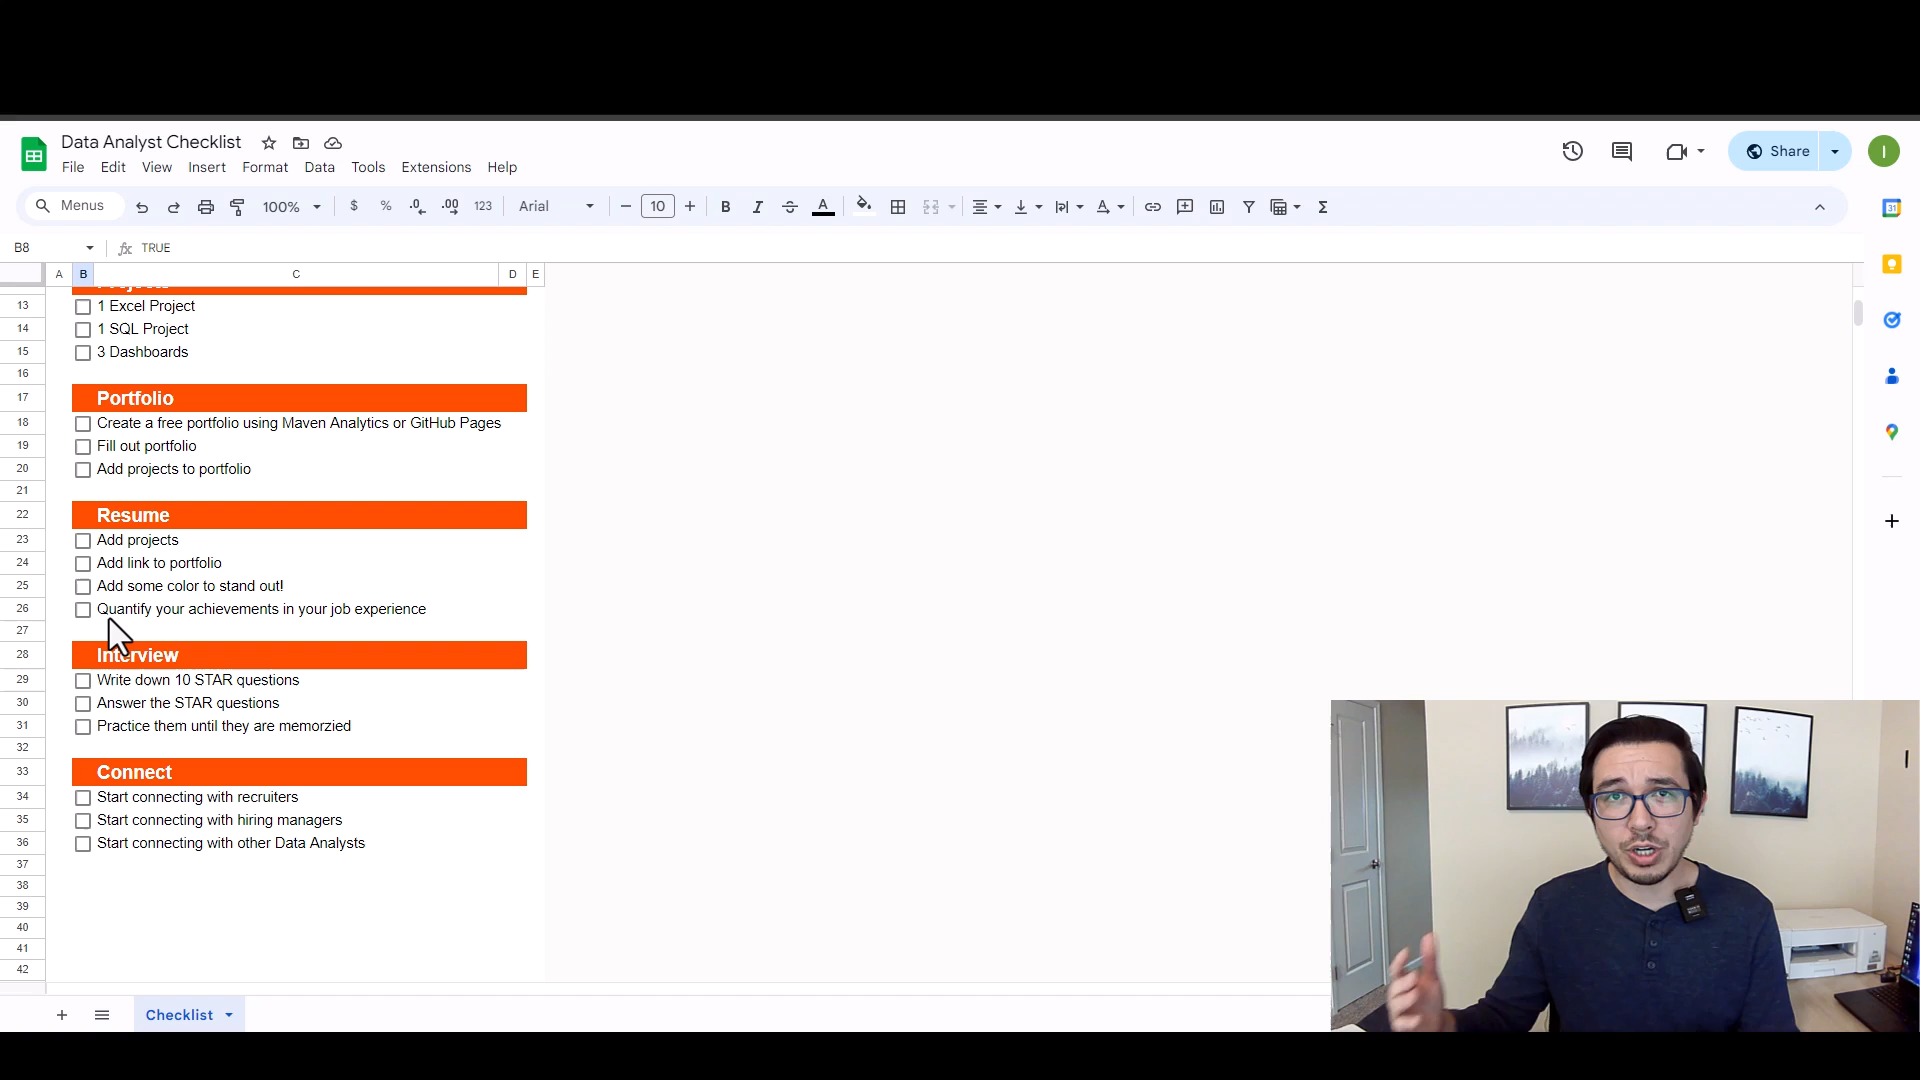 Data Analyst Checklist
File Edit View Insert Format Data Tools Extensions Help
Share
I
Menus
100%
$ % .0 .00 123
Arial
10
B I A
31
B8
TRUE
A B C D E
13 1 Excel Project
14 1 SQL Project
15 3 Dashboards
16
17 Portfolio
18 Create a free portfolio using Maven Analytics or GitHub Pages
19 Fill out portfolio
20 Add projects to portfolio
21
22 Resume
23 Add projects
24 Add link to portfolio
25 Add some color to stand out!
26 Quantify your achievements in your job experience
27
28 Interview
29 Write down 10 STAR questions
30 Answer the STAR questions
31 Practice them until they are memorzied
32
33 Connect
34 Start connecting with recruiters
35 Start connecting with hiring managers
36 Start connecting with other Data Analysts
37
38
39
40
41
42
Checklist